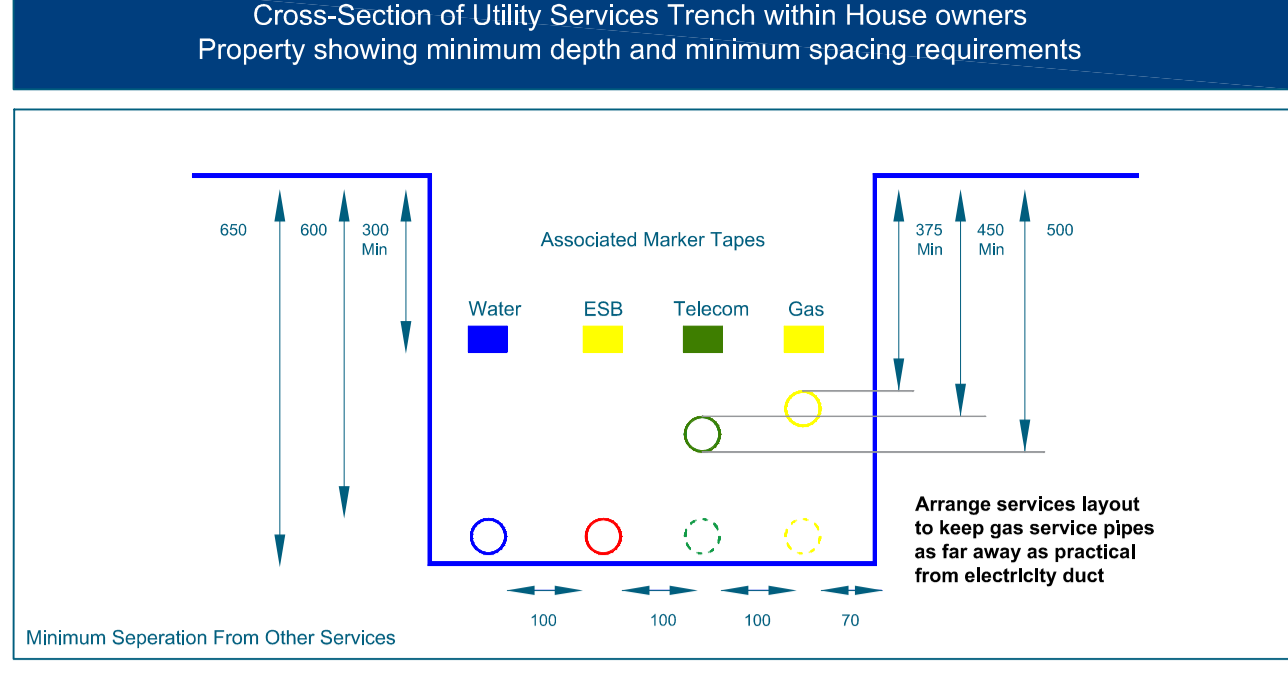 Cross-Section of Utility Services Trench within House owners
Property showing minimum depth and minimum spacing requirements
650 600 300 375 450 500
Min Min Min
Associated Marker Tapes
Water ESB Telecom Gas
Arrange services layout
to keep gas service pipes
as far away as practical
from electricity duct
100 100 100 70
Minimum Seperation From Other Services